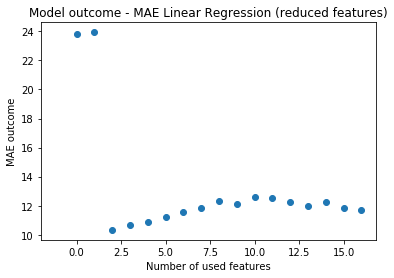 Model outcome - MAE Linear Regression (reduced features)
24
22
20
18
16
14
12
10
MAE outcome
0.0 2.5 5.0 7.5 10.0 12.5 15.0
Number of used features